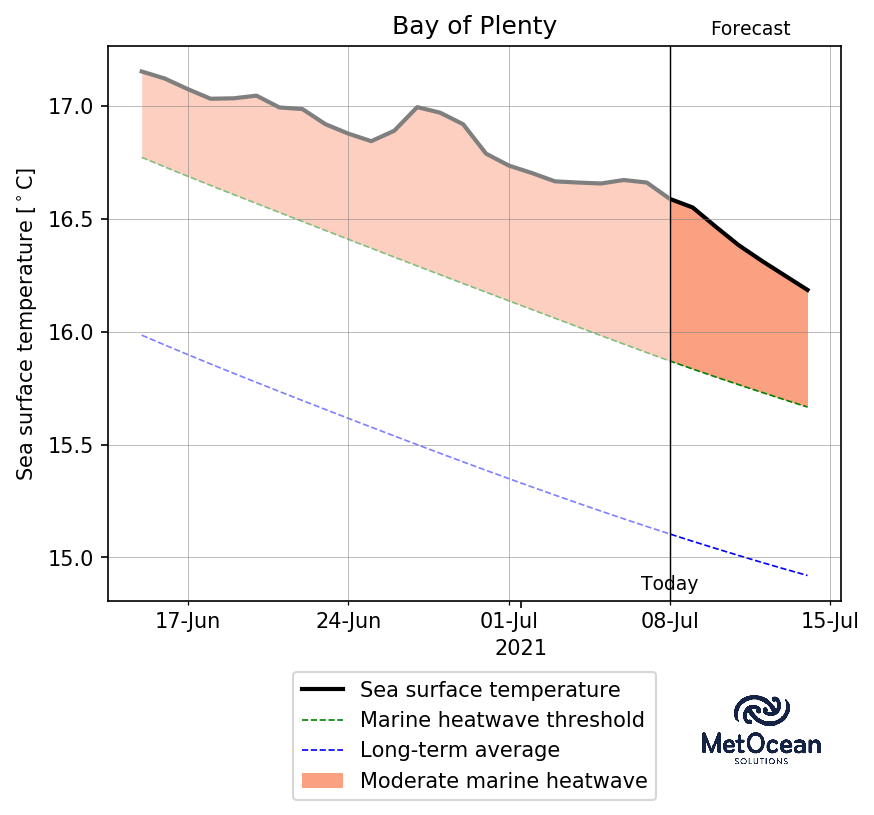 Bay of Plenty
Forecast
Sea surface temperature [°C]
17.0
16.5
16.0
15.5
15.0
Today
17-Jun
24-Jun
01-Jul
08-Jul
15-Jul
2021
Sea surface temperature
Marine heatwave threshold
Long-term average
Moderate marine heatwave
MetOcean
SOLUTIONS